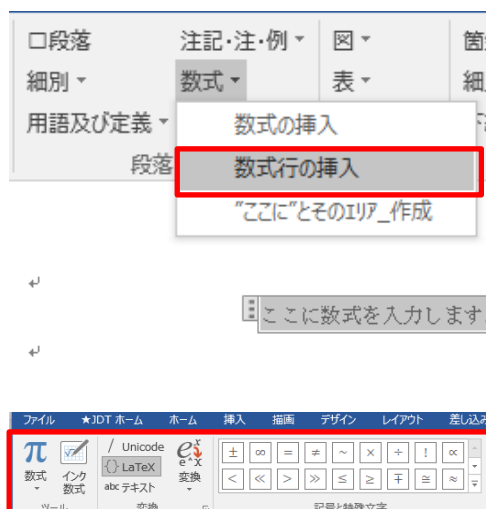 □段落 注記・注・例 図
細別 数式 表
用語及び定義
数式の挿入
段落 数式行の挿入
"ここに"とそのエリア_作成
ここに数式を入力します
ファイル ★JDT ホーム ホーム 挿入 描画 デザイン レイアウト 差し込み
π / Unicode e^x
{} LaTeX e^x ± ∞ = ≠ ~ × ÷ ! ∝
数式 インク数式 abc テキスト 変換 < ≪ > ≫ ≤ ≥ ∓ ≅ ≈
ツール 変換 記号と特殊文字